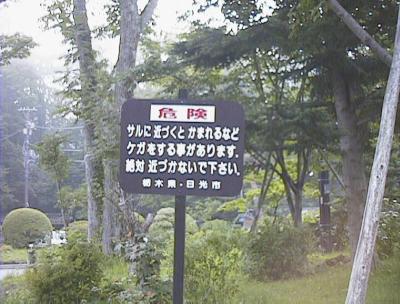 危険
サルに近づくとかまれるなど
ケガをする事があります。
絶対近づかないで下さい。
栃木県・日光市